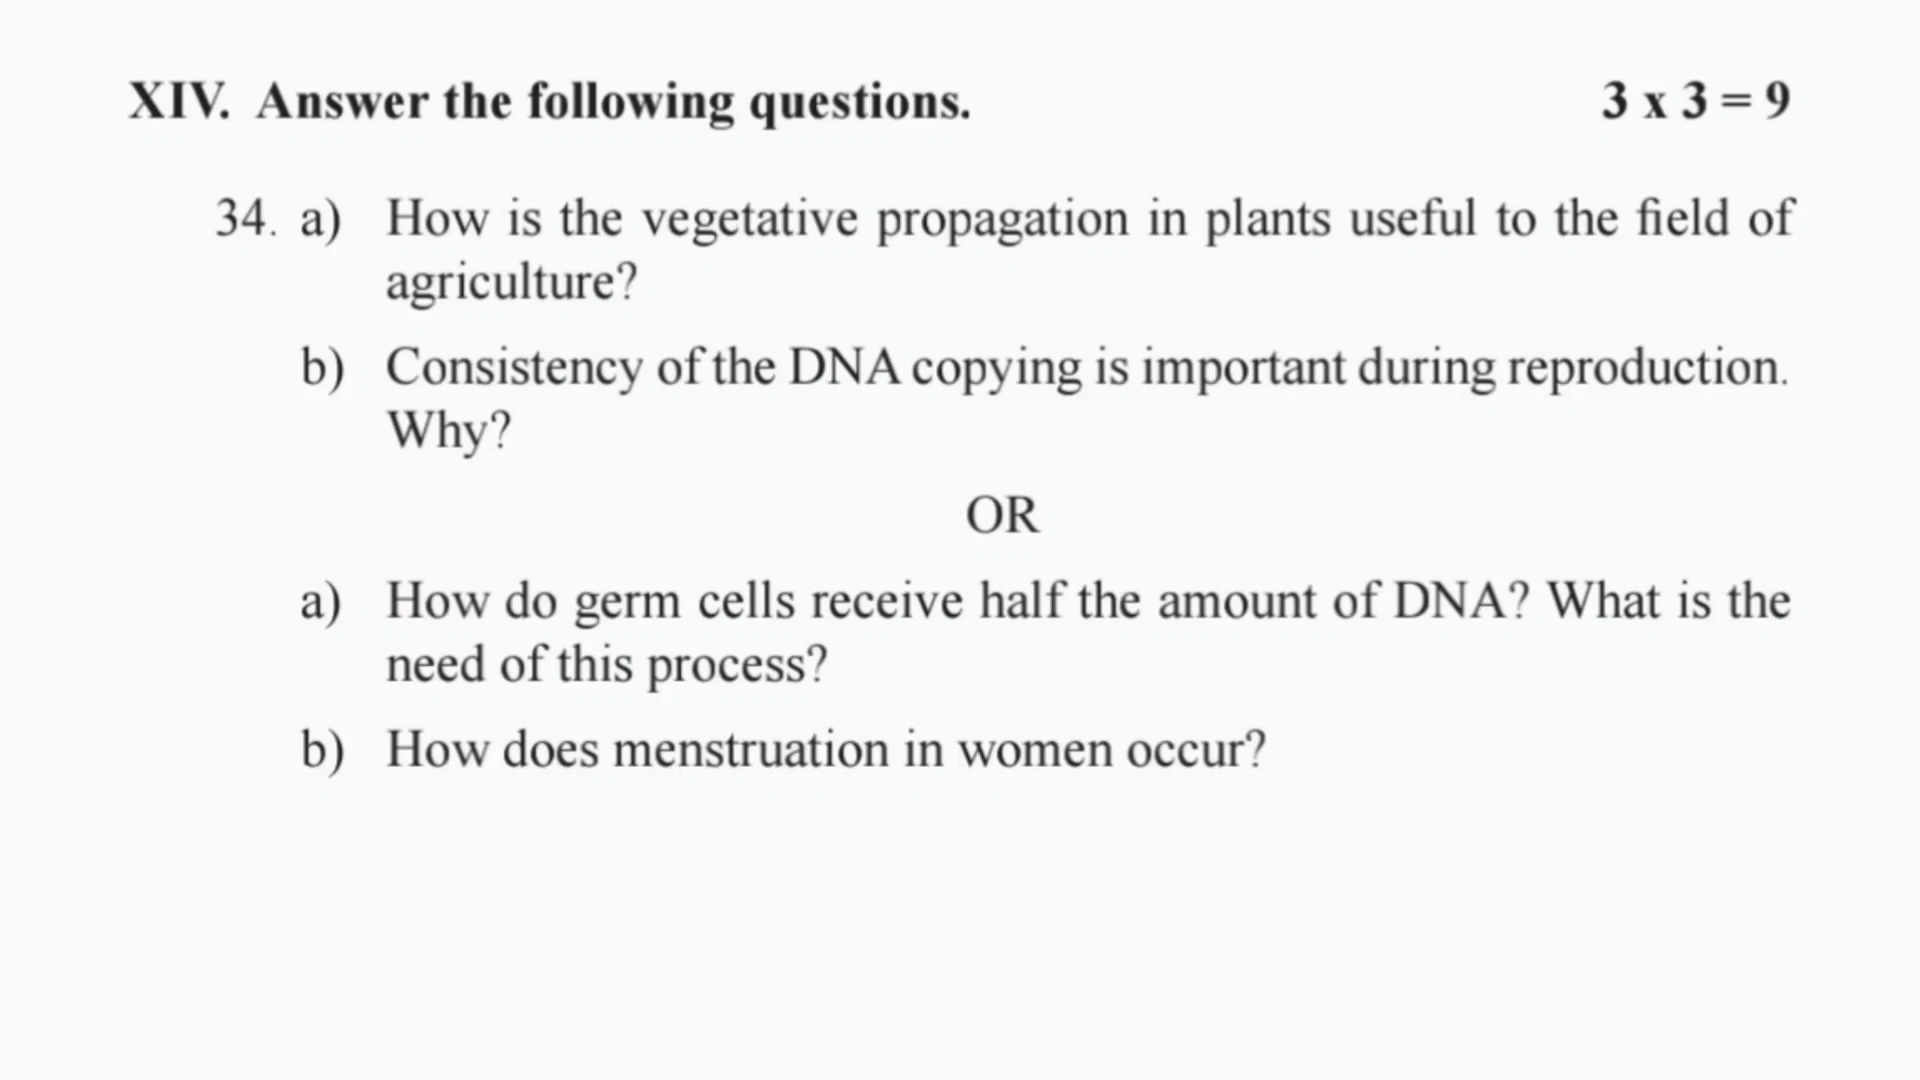 XIV. Answer the following questions. 3 x 3 = 9
34. a) How is the vegetative propagation in plants useful to the field of
agriculture?
b) Consistency of the DNA copying is important during reproduction.
Why?
OR
a) How do germ cells receive half the amount of DNA? What is the
need of this process?
b) How does menstruation in women occur?